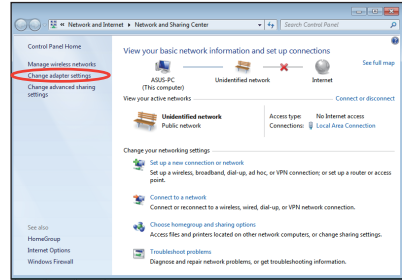 Network and Internet ▸ Network and Sharing Center
Search Control Panel
Control Panel Home
Manage wireless networks
Change adapter settings
Change advanced sharing settings
See also
HomeGroup
Internet Options
Windows Firewall
View your basic network information and set up connections
See full map
ASUS-PC
(This computer)
Unidentified network
Internet
View your active networks
Connect or disconnect
Unidentified network
Public network
Access type: No Internet access
Connections: Local Area Connection
Change your networking settings
Set up a new connection or network
Set up a wireless, broadband, dial-up, ad hoc, or VPN connection; or set up a router or access
point.
Connect to a network
Connect or reconnect to a wireless, wired, dial-up, or VPN network connection.
Choose homegroup and sharing options
Access files and printers located on other network computers, or change sharing settings.
Troubleshoot problems
Diagnose and repair network problems, or get troubleshooting information.